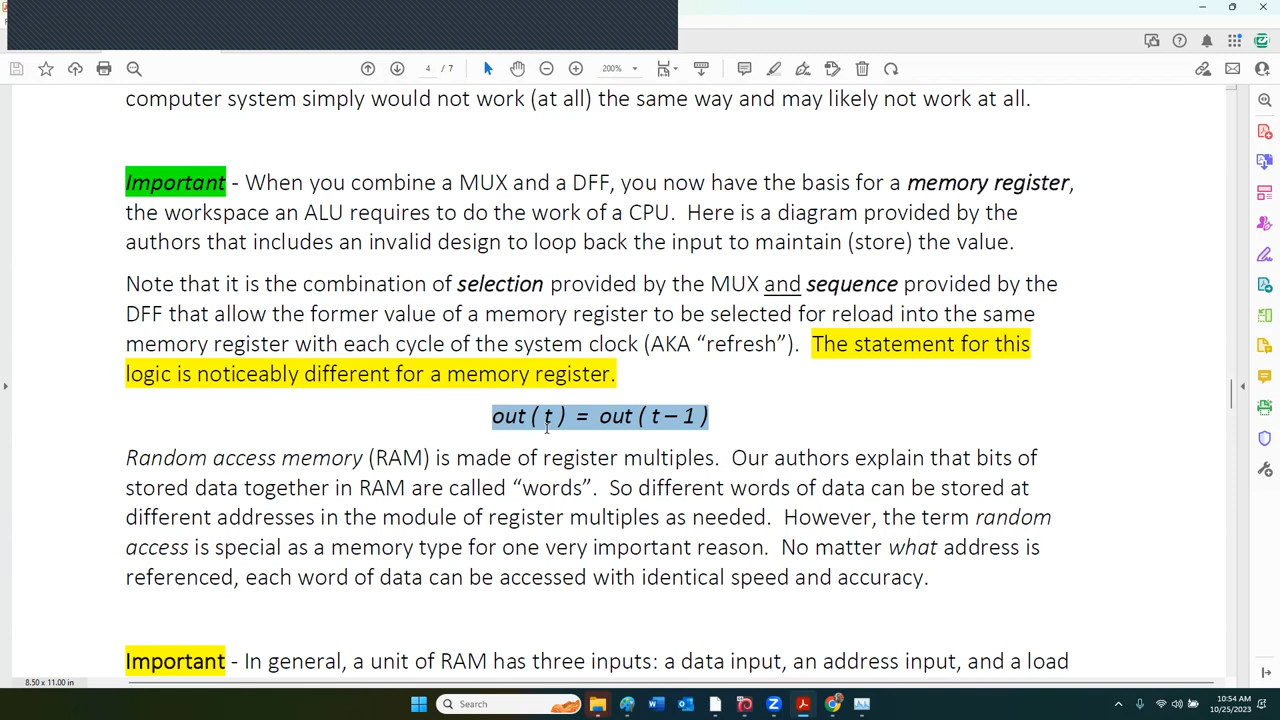 4 / 7
200%
computer system simply would not work (at all) the same way and may likely not work at all.
Important - When you combine a MUX and a DFF, you now have the basis for a memory register,
the workspace an ALU requires to do the work of a CPU. Here is a diagram provided by the
authors that includes an invalid design to loop back the input to maintain (store) the value.
Note that it is the combination of selection provided by the MUX and sequence provided by the
DFF that allow the former value of a memory register to be selected for reload into the same
memory register with each cycle of the system clock (AKA “refresh”). The statement for this
logic is noticeably different for a memory register.
out ( t ) = out ( t – 1 )
Random access memory (RAM) is made of register multiples. Our authors explain that bits of
stored data together in RAM are called “words”. So different words of data can be stored at
different addresses in the module of register multiples as needed. However, the term random
access is special as a memory type for one very important reason. No matter what address is
referenced, each word of data can be accessed with identical speed and accuracy.
Important - In general, a unit of RAM has three inputs: a data input, an address input, and a load
8.50 x 11.00 in
Search
10:54 AM
10/25/2023